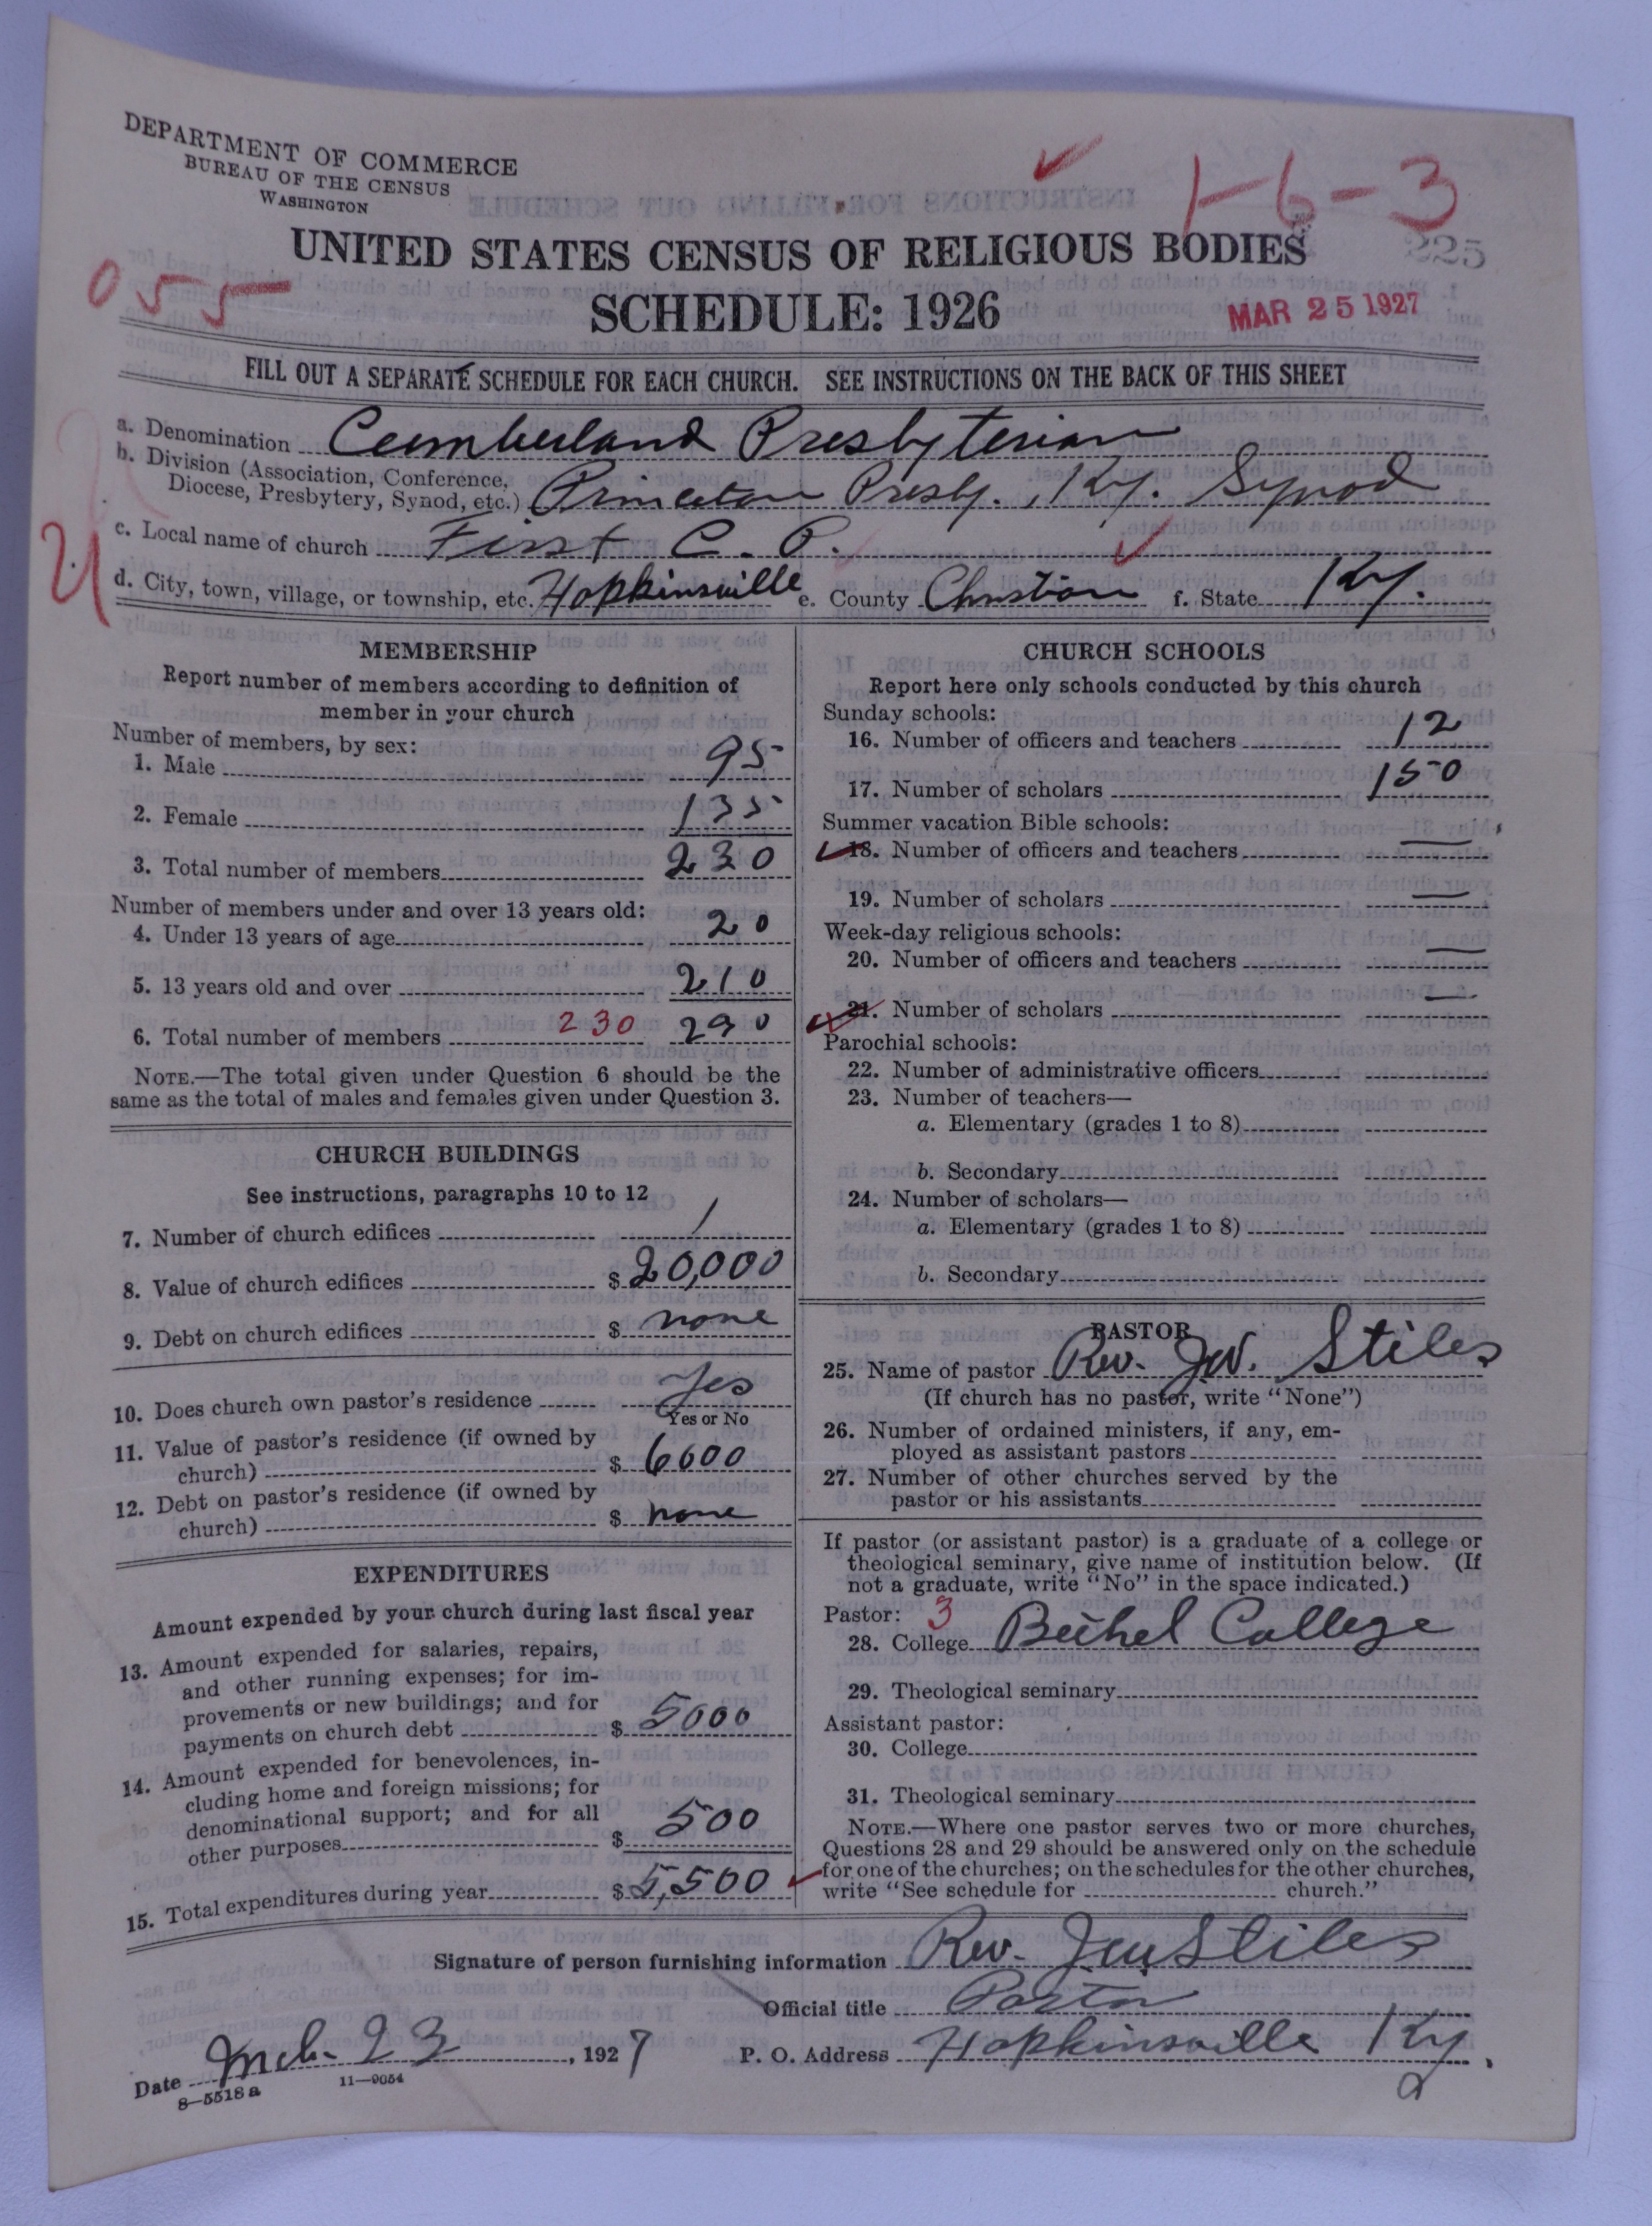 DEPARTMENT OF COMMERCE
BUREAU OF THE CENSUS
WASHINGTON
1-6-3
225
UNITED STATES CENSUS OF RELIGIOUS BODIES
055
SCHEDULE: 1926
MAR 25 1927
FILL OUT A SEPARATE SCHEDULE FOR EACH CHURCH. SEE INSTRUCTIONS ON THE BACK OF THIS SHEET
a. Denomination Cumberland Presbyterian
b. Division (Association, Conference,
Diocese, Presbytery, Synod, etc.) Princeton Presby., Ky. Synod
c. Local name of church First C. P.
d. City, town, village, or township, etc. Hopkinsville e. County Christian f. State Ky.
MEMBERSHIP
Report number of members according to definition of
member in your church
Number of members, by sex:
1. Male 95
2. Female 135
3. Total number of members 230
Number of members under and over 13 years old:
4. Under 13 years of age 20
5. 13 years old and over 210
6. Total number of members 230 290
NOTE.—The total given under Question 6 should be the
same as the total of males and females given under Question 3.
CHURCH BUILDINGS
See instructions, paragraphs 10 to 12
7. Number of church edifices 1
8. Value of church edifices $ 20,000
9. Debt on church edifices $ none
10. Does church own pastor's residence Yes
Yes or No
11. Value of pastor's residence (if owned by
church) $ 6000
12. Debt on pastor's residence (if owned by
church) $ none
EXPENDITURES
Amount expended by your church during last fiscal year
13. Amount expended for salaries, repairs,
and other running expenses; for im-
provements or new buildings; and for
payments on church debt $ 5000
14. Amount expended for benevolences, in-
cluding home and foreign missions; for
denominational support; and for all
other purposes $ 500
15. Total expenditures during year $ 5,500
CHURCH SCHOOLS
Report here only schools conducted by this church
Sunday schools:
16. Number of officers and teachers 12
17. Number of scholars 150
Summer vacation Bible schools:
18. Number of officers and teachers —
19. Number of scholars —
Week-day religious schools:
20. Number of officers and teachers —
21. Number of scholars —
Parochial schools:
22. Number of administrative officers
23. Number of teachers—
a. Elementary (grades 1 to 8)
b. Secondary
24. Number of scholars—
a. Elementary (grades 1 to 8)
b. Secondary
PASTOR
25. Name of pastor Rev. J.W. Stiles
(If church has no pastor, write "None")
26. Number of ordained ministers, if any, em-
ployed as assistant pastors
27. Number of other churches served by the
pastor or his assistants
If pastor (or assistant pastor) is a graduate of a college or
theological seminary, give name of institution below. (If
not a graduate, write "No" in the space indicated.)
Pastor: 3
28. College Bethel College
29. Theological seminary
Assistant pastor:
30. College
31. Theological seminary
NOTE.—Where one pastor serves two or more churches,
Questions 28 and 29 should be answered only on the schedule
for one of the churches; on the schedules for the other churches,
write "See schedule for church."
Signature of person furnishing information Rev. J W Stiles
Official title Pastor
Date Mch. 23, 1927 P. O. Address Hopkinsville Ky.
8—5518 a 11—9054